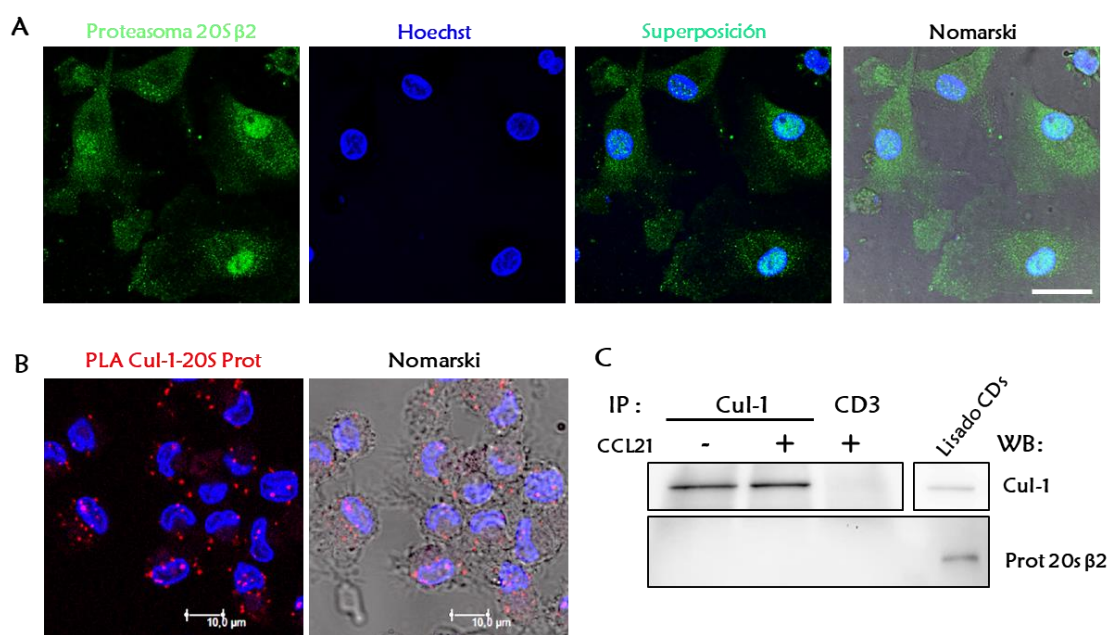 A
Proteasoma 20S β2 Hoechst Superposición Nomarski
B
PLA Cul-1-20S Prot Nomarski
10,0 µm 10,0 µm
C
IP : Cul-1 CD3 Lisado CDs
CCL21 - + + WB:
Cul-1
Prot 20s β2